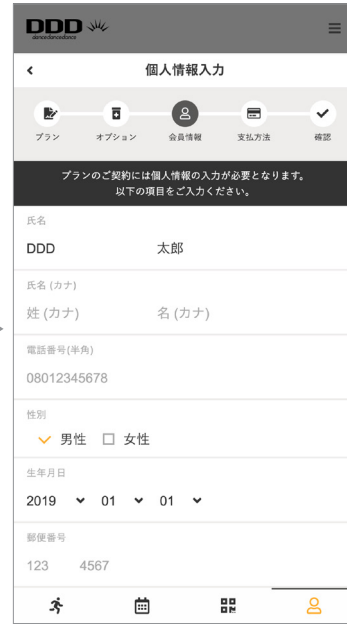 DDD
dancedancedance
個人情報入力
プラン
オプション
会員情報
支払方法
確認
プランのご契約には個人情報の入力が必要となります。
以下の項目をご入力ください。
氏名
DDD 太郎
氏名 (カナ)
姓 (カナ) 名 (カナ)
電話番号(半角)
08012345678
性別
男性 女性
生年月日
2019 01 01
郵便番号
123 4567